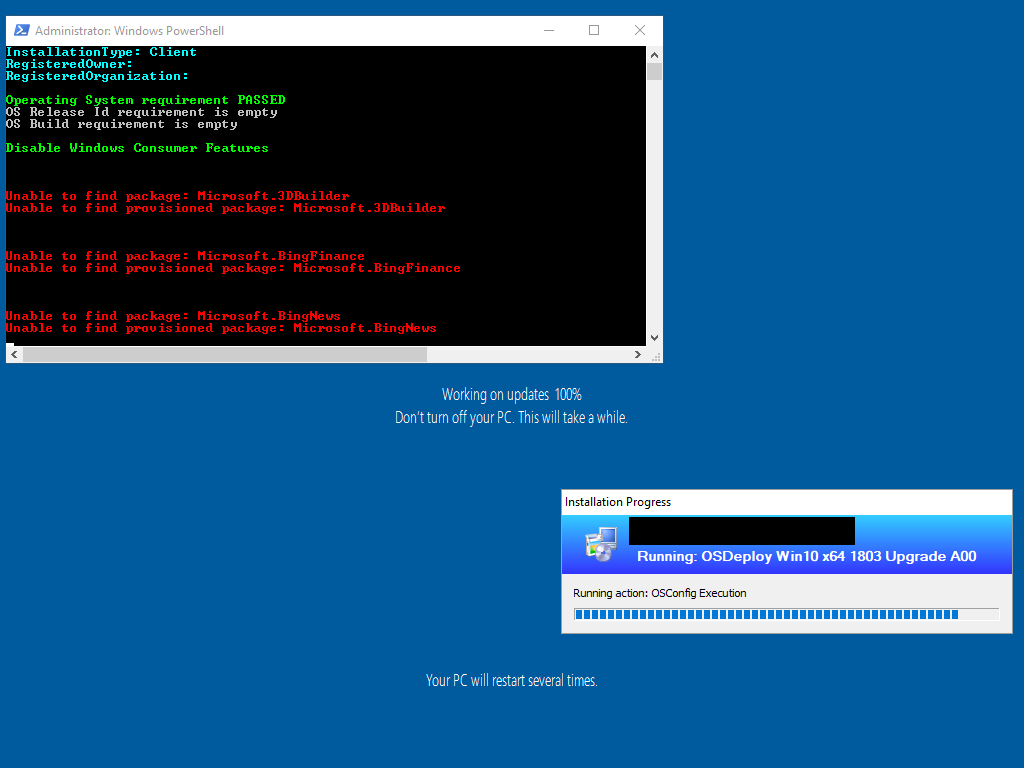 Administrator: Windows PowerShell
InstallationType: Client
RegisteredOwner:
RegisteredOrganization:
Operating System requirement PASSED
OS Release Id requirement is empty
OS Build requirement is empty
Disable Windows Consumer Features
Unable to find package: Microsoft.3DBuilder
Unable to find provisioned package: Microsoft.3DBuilder
Unable to find package: Microsoft.BingFinance
Unable to find provisioned package: Microsoft.BingFinance
Unable to find package: Microsoft.BingNews
Unable to find provisioned package: Microsoft.BingNews
Working on updates 100%
Don't turn off your PC. This will take a while.
Installation Progress
Running: OSDeploy Win10 x64 1803 Upgrade A00
Running action: OSConfig Execution
Your PC will restart several times.